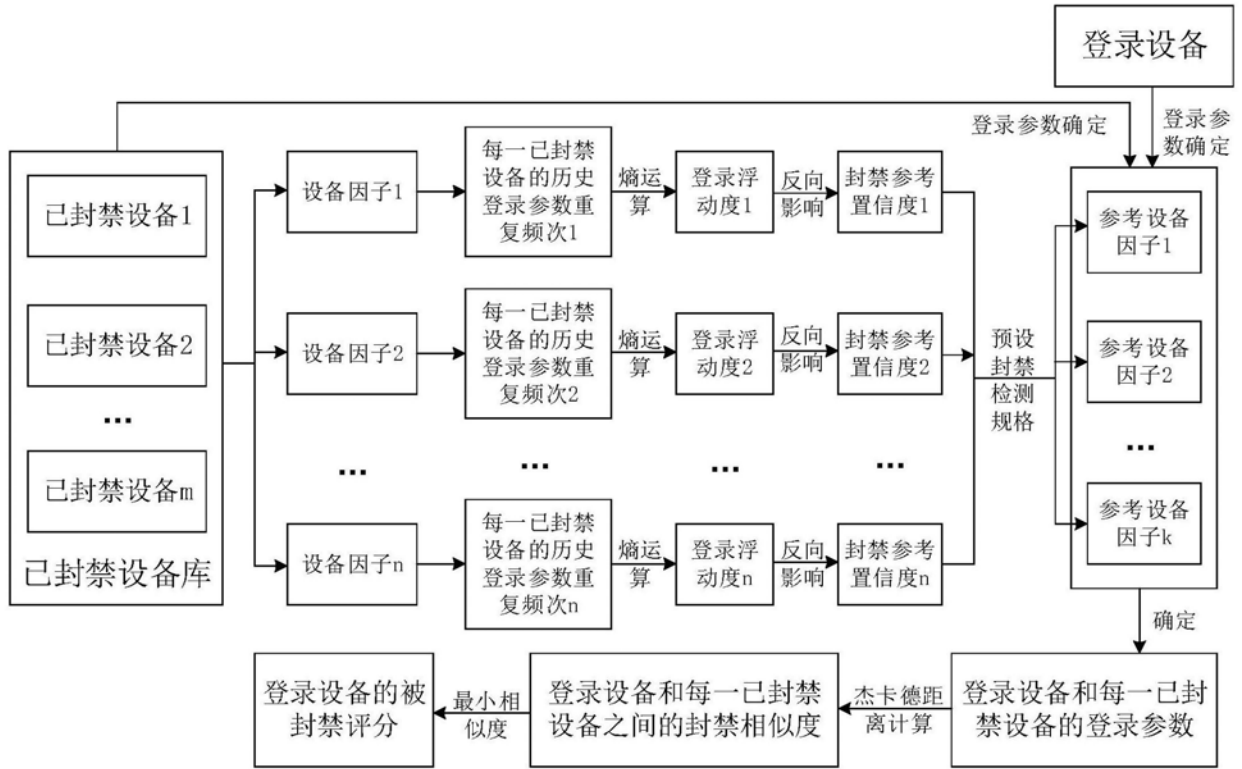 登录设备
登录参数确定
登录参
数确定
已封禁设备1
已封禁设备2
...
已封禁设备m
已封禁设备库
设备因子1
每一已封禁
设备的历史
登录参数重
复频次1
熵运
算
登录浮
动度1
反向
影响
封禁参考
置信度1
设备因子2
每一已封禁
设备的历史
登录参数重
复频次2
熵运
算
登录浮
动度2
反向
影响
封禁参考
置信度2
...
...
...
...
设备因子n
每一已封禁
设备的历史
登录参数重
复频次n
熵运
算
登录浮
动度n
反向
影响
封禁参考
置信度n
预设
封禁
检测
规格
参考设备
因子1
参考设备
因子2
...
参考设备
因子k
确定
登录设备和每一已封
禁设备的登录参数
杰卡德距
离计算
登录设备和每一已封禁
设备之间的封禁相似度
最小相
似度
登录设备的被
封禁评分